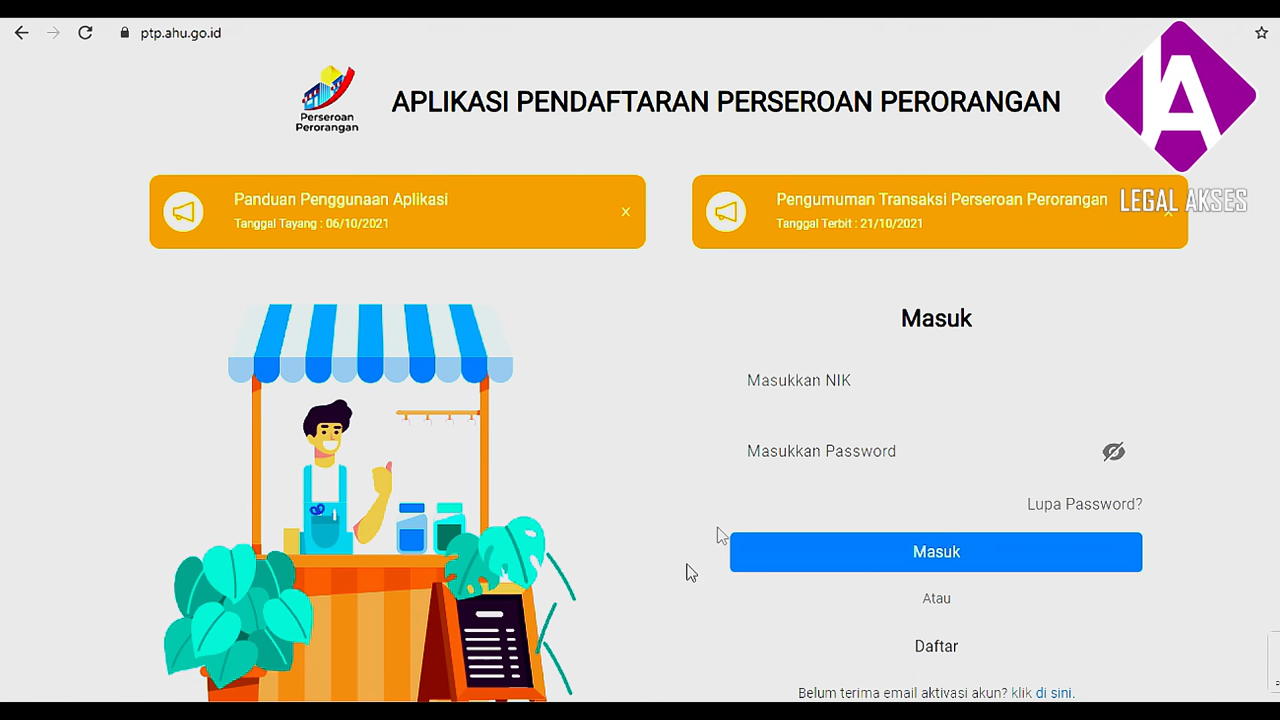 ptp.ahu.go.id
Perseroan
Perorangan
APLIKASI PENDAFTARAN PERSEROAN PERORANGAN
LEGAL AKSES
Panduan Penggunaan Aplikasi
Tanggal Tayang : 06/10/2021
Pengumuman Transaksi Perseroan Perorangan
Tanggal Terbit : 21/10/2021
Masuk
Masukkan NIK
Masukkan Password
Lupa Password?
Masuk
Atau
Daftar
Belum terima email aktivasi akun? klik di sini.